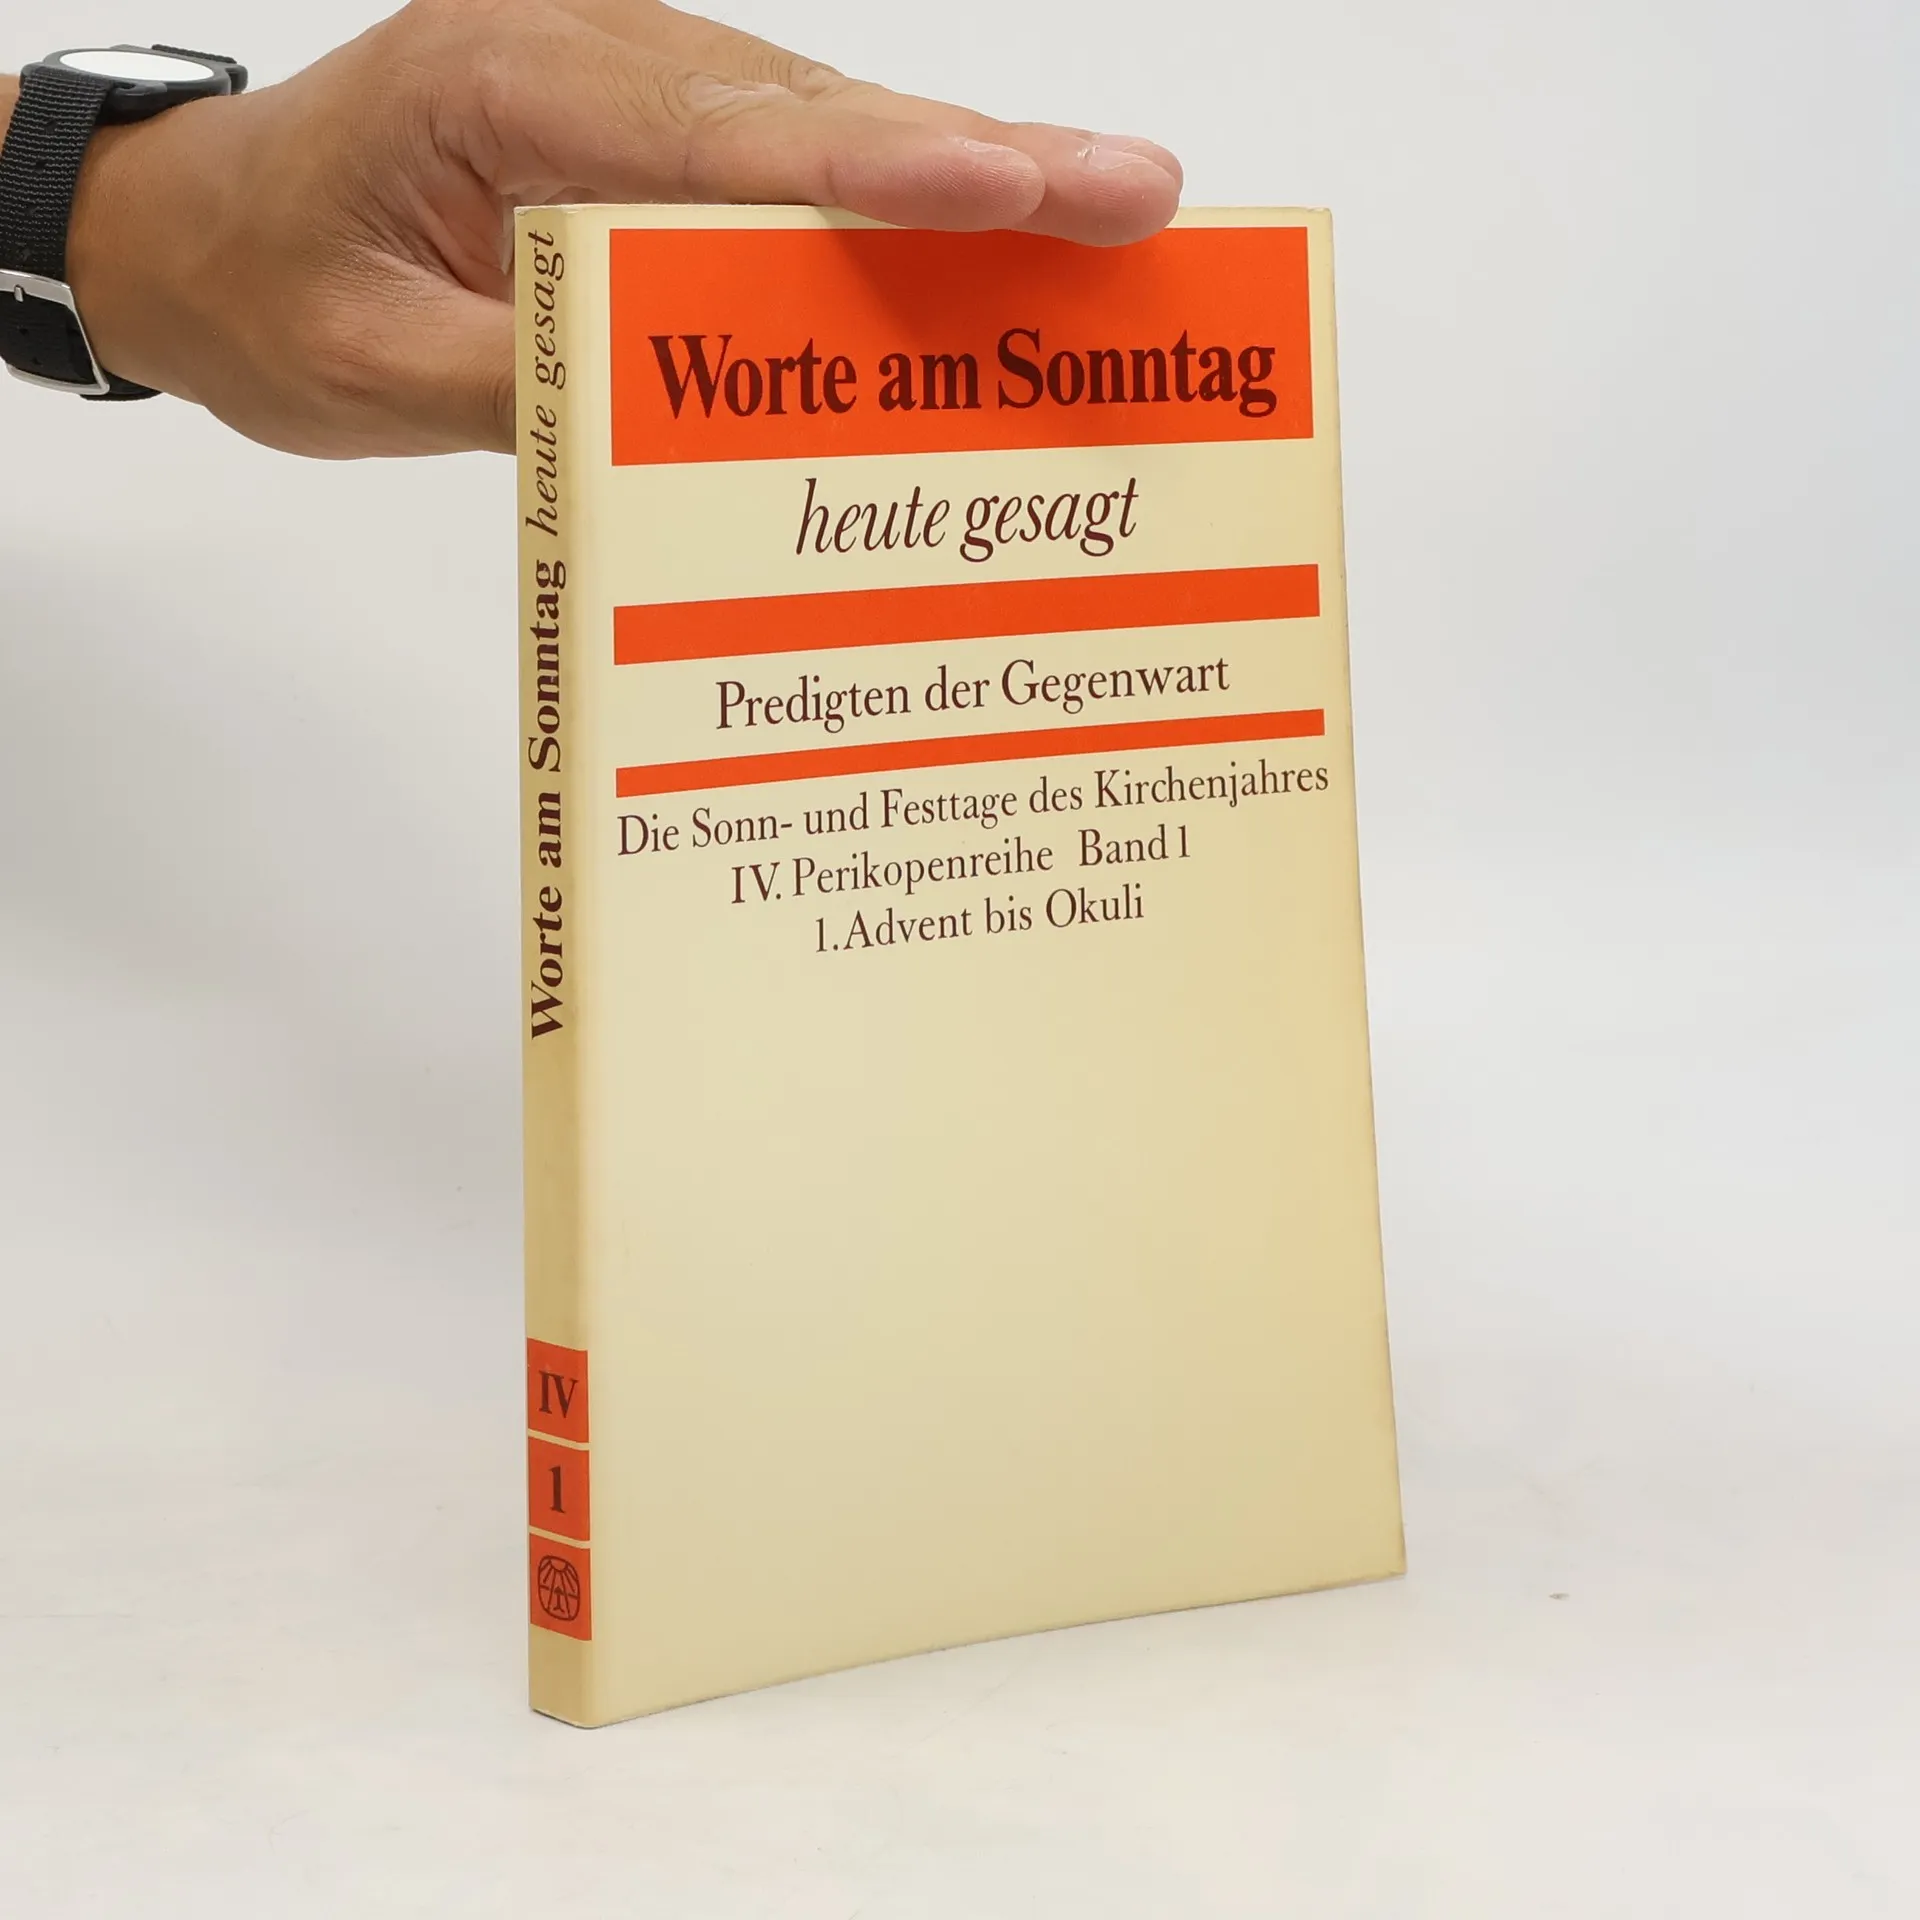 Worte am Sonntag
heute gesagt
Predigten der Gegenwart
Die Sonn- und Festtage des Kirchenjahres
IV. Perikopenreihe Band 1
1. Advent bis Okuli
Worte am Sonntag heute gesagt
IV
1